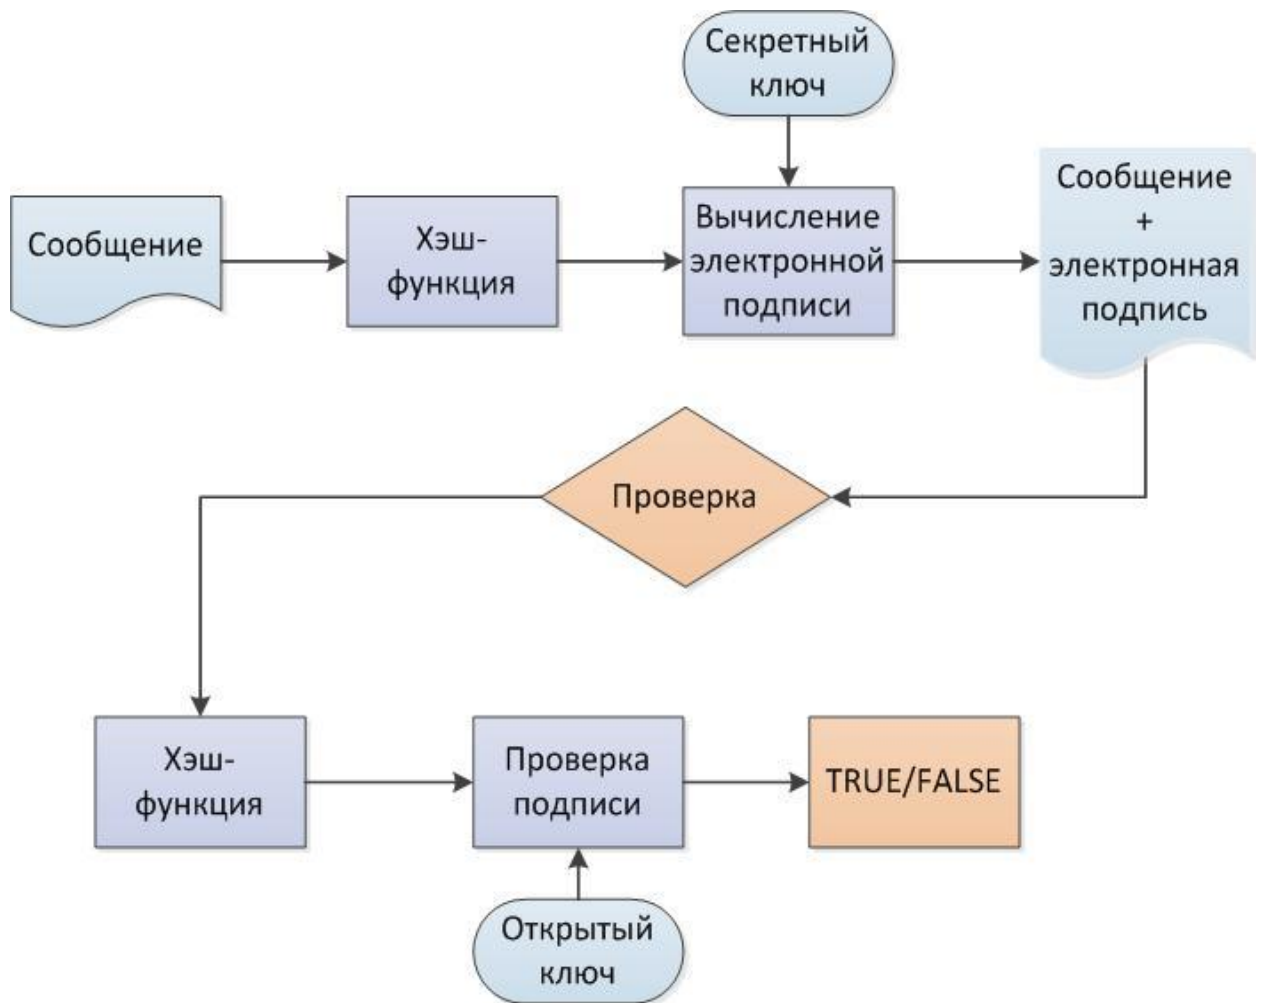 Секретный
ключ
Сообщение
Хэш-
функция
Вычисление
электронной
подписи
Сообщение
+
электронная
подпись
Проверка
Хэш-
функция
Проверка
подписи
TRUE/FALSE
Открытый
ключ